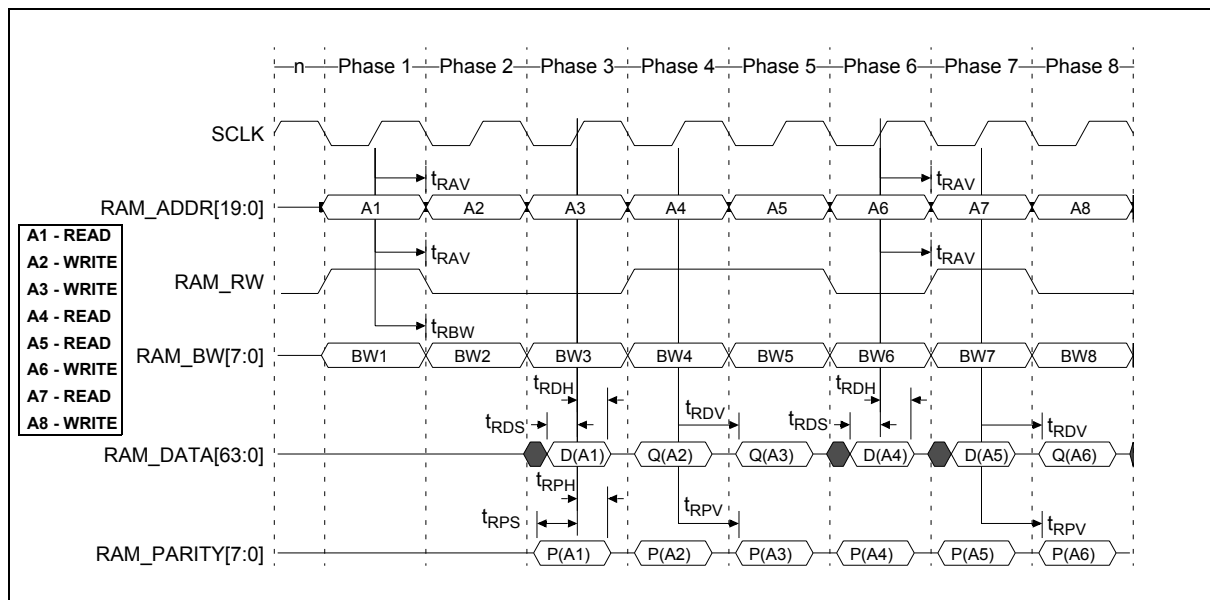 n Phase 1 Phase 2 Phase 3 Phase 4 Phase 5 Phase 6 Phase 7 Phase 8
SCLK
tRAV tRAV
RAM_ADDR[19:0] A1 A2 A3 A4 A5 A6 A7 A8
A1 - READ
A2 - WRITE
A3 - WRITE
A4 - READ
A5 - READ
A6 - WRITE
A7 - READ
A8 - WRITE
tRAV tRAV
RAM_RW
tRBW
RAM_BW[7:0] BW1 BW2 BW3 BW4 BW5 BW6 BW7 BW8
tRDH tRDH
tRDS tRDV tRDS tRDV
RAM_DATA[63:0] D(A1) Q(A2) Q(A3) D(A4) D(A5) Q(A6)
tRPH
tRPS tRPV tRPV
RAM_PARITY[7:0] P(A1) P(A2) P(A3) P(A4) P(A5) P(A6)